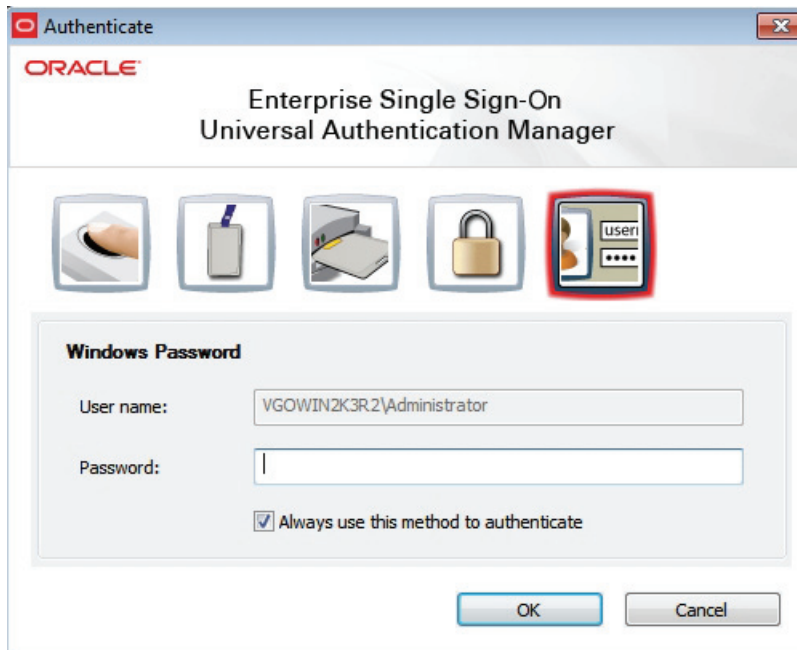 Authenticate
ORACLE
Enterprise Single Sign-On
Universal Authentication Manager
usern
••••
Windows Password
User name: VGOWIN2K3R2\Administrator
Password:
Always use this method to authenticate
OK Cancel